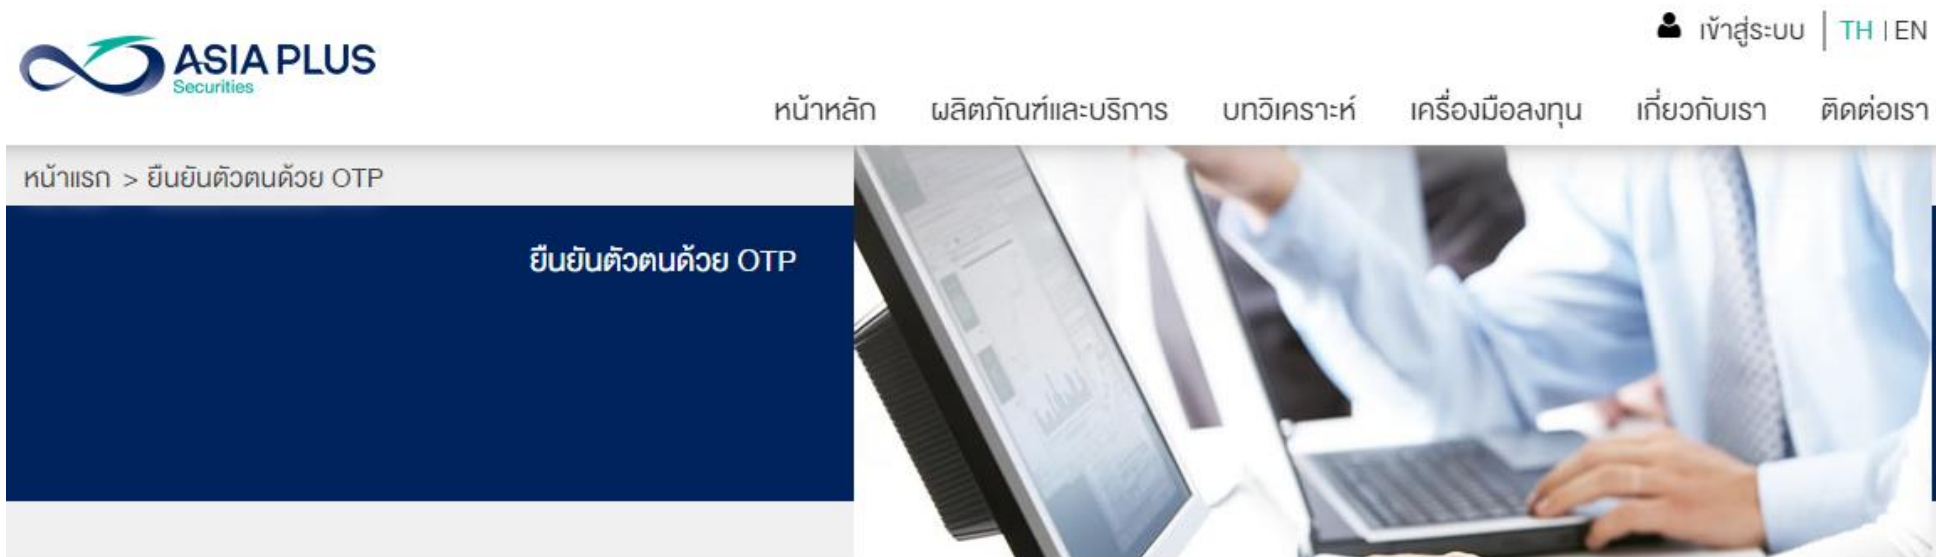 ASIA PLUS
Securities
เข้าสู่ระบบ | TH | EN
หน้าหลัก ผลิตภัณฑ์และบริการ บทวิเคราะห์ เครื่องมือลงทุน เกี่ยวกับเรา ติดต่อเรา
หน้าแรก > ยืนยันตัวตนด้วย OTP
ยืนยันตัวตนด้วย OTP